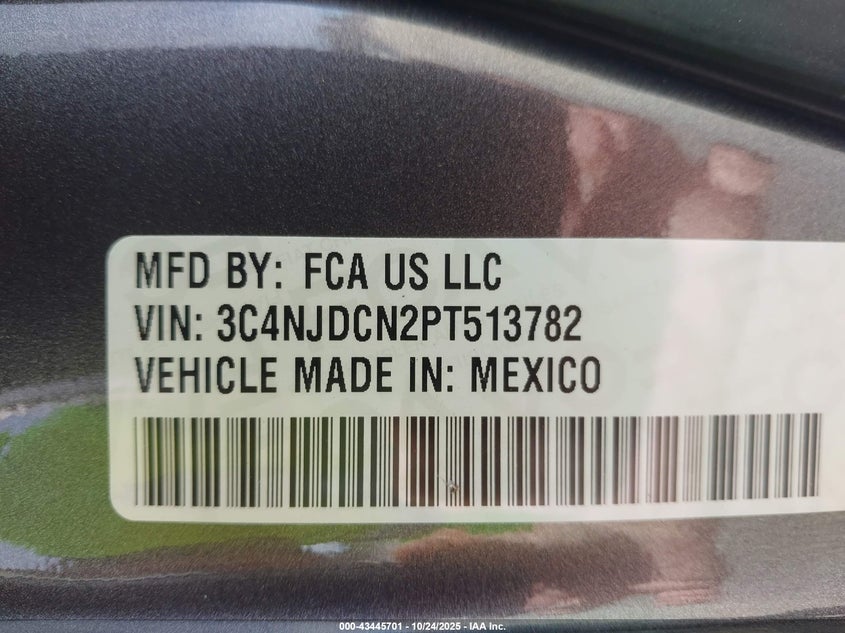 MFD BY: FCA US LLC
VIN: 3C4NJDCN2PT513782
VEHICLE MADE IN: MEXICO
000-43445701 - 10/24/2025 - IAA Inc.